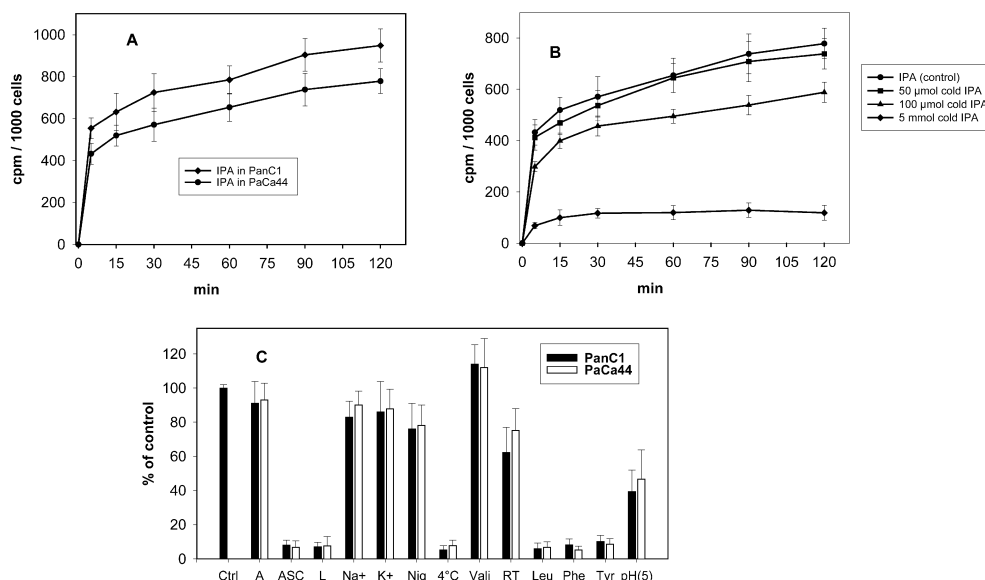 A
cpm / 1000 cells
1000
800
600
400
200
0
IPA in PanC1
IPA in PaCa44
0 15 30 45 60 75 90 105 120
min
B
cpm / 1000 cells
800
600
400
200
0
0 15 30 45 60 75 90 105 120
min
IPA (control)
50 µmol cold IPA
100 µmol cold IPA
5 mmol cold IPA
C
% of control
120
100
80
60
40
20
0
PanC1
PaCa44
Ctrl A ASC L Na+ K+ Nig 4°C Vali RT Leu Phe Tyr pH(5)